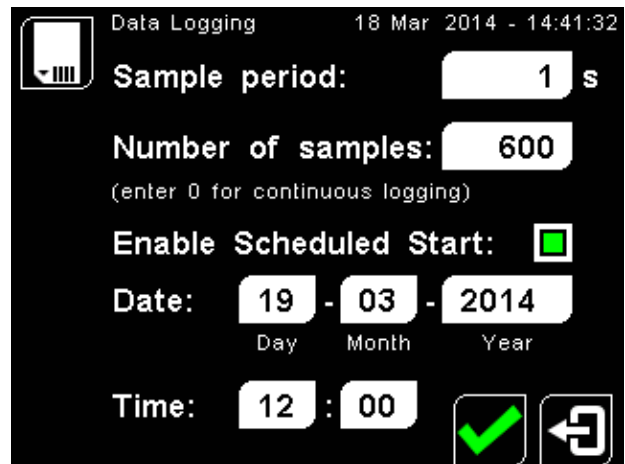 Data Logging 18 Mar 2014 - 14:41:32
Sample period: 1 s
Number of samples: 600
(enter 0 for continuous logging)
Enable Scheduled Start:
Date: 19 - 03 - 2014
Day Month Year
Time: 12 : 00